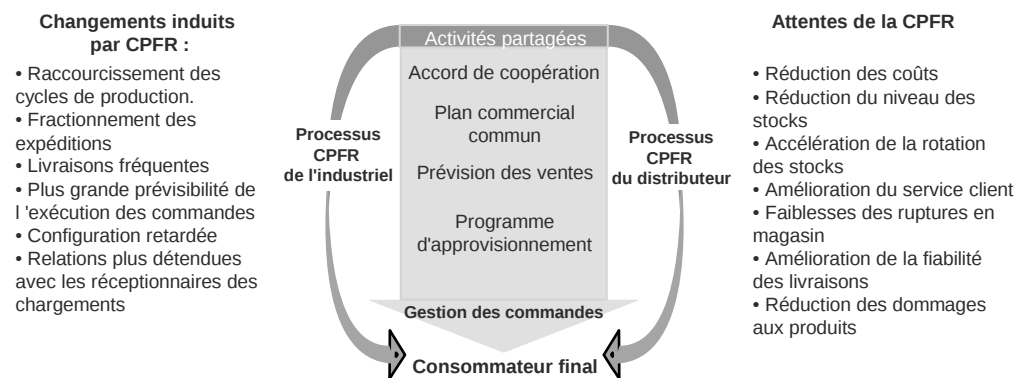 Changements induits
par CPFR :
• Raccourcissement des
cycles de production.
• Fractionnement des
expéditions
• Livraisons fréquentes
• Plus grande prévisibilité de
l 'exécution des commandes
• Configuration retardée
• Relations plus détendues
avec les réceptionnaires des
chargements
Processus
CPFR
de l'industriel
Activités partagées
Accord de coopération
Plan commercial
commun
Prévision des ventes
Programme
d'approvisionnement
Gestion des commandes
Consommateur final
Processus
CPFR
du distributeur
Attentes de la CPFR
• Réduction des coûts
• Réduction du niveau des
stocks
• Accélération de la rotation
des stocks
• Amélioration du service client
• Faiblesses des ruptures en
magasin
• Amélioration de la fiabilité
des livraisons
• Réduction des dommages
aux produits